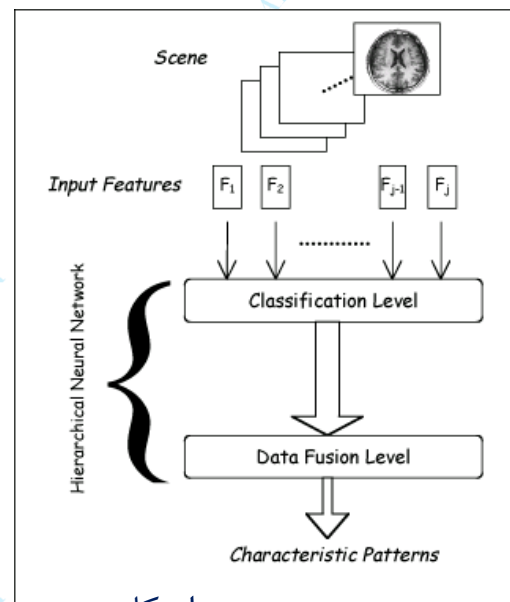 Scene
Input Features
F1 F2 Fj-1 Fj
Classification Level
Hierarchical Neural Network
Data Fusion Level
Characteristic Patterns